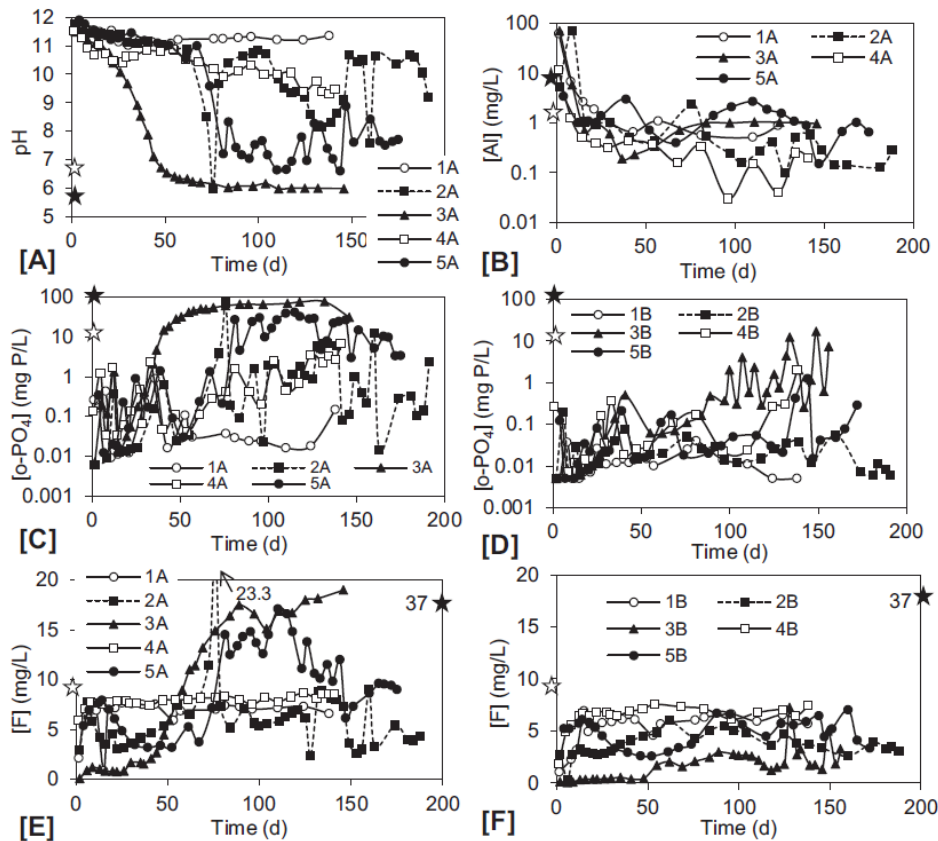 12
11
10
9
8
7
6
5
pH
0 50 100 150
Time (d)
1A
2A
3A
4A
5A
[A]
100
10
1
0.1
0.01
[Al] (mg/L)
1A 2A
3A 4A
5A
0 50 100 150 200
Time (d)
[B]
100
10
1
0.1
0.01
0.001
[o-PO4] (mg P/L)
1A 2A 3A
4A 5A
0 50 100 150 200
Time (d)
[C]
100
10
1
0.1
0.01
0.001
[o-PO4] (mg P/L)
1B 2B
3B 4B
5B
0 50 100 150 200
Time (d)
[D]
20
15
10
5
0
[F] (mg/L)
1A
2A
3A
4A
5A
23.3
37
0 50 100 150 200
Time (d)
[E]
20
15
10
5
0
[F] (mg/L)
1B 2B
3B 4B
5B
37
0 50 100 150 200
Time (d)
[F]